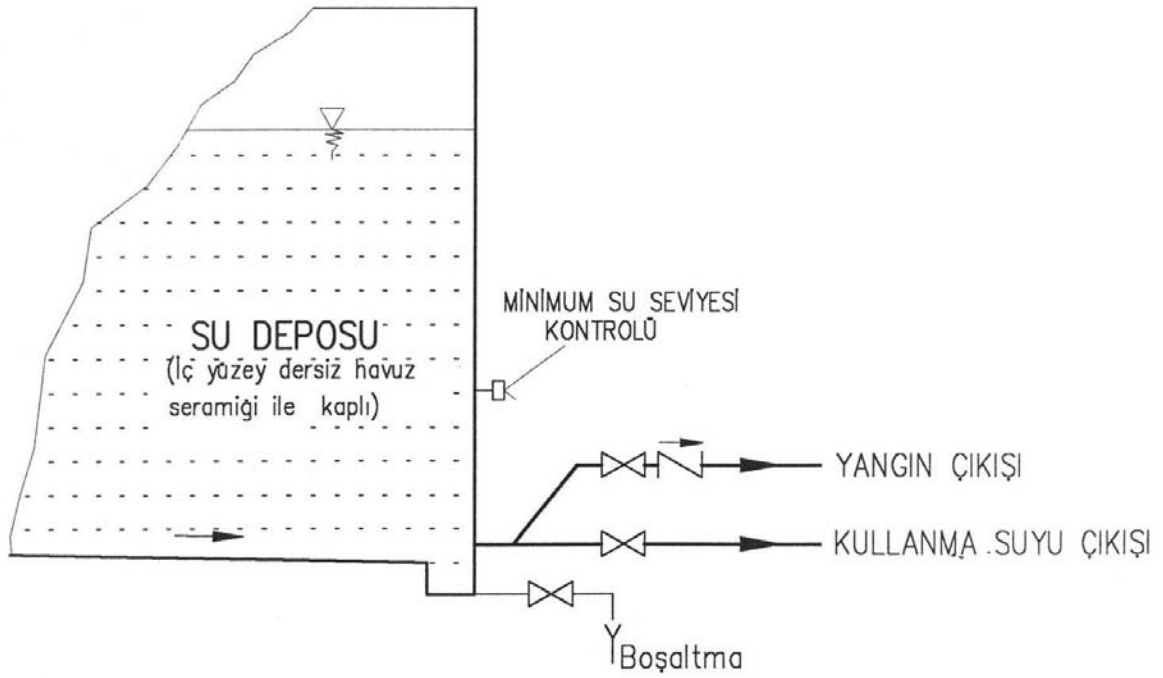 MİNİMUM SU SEVİYESİ
KONTROLÜ
SU DEPOSU
(İç yüzey dersiz havuz
seramiği ile kaplı)
YANGIN ÇIKIŞI
KULLANMA SUYU ÇIKIŞI
Boşaltma